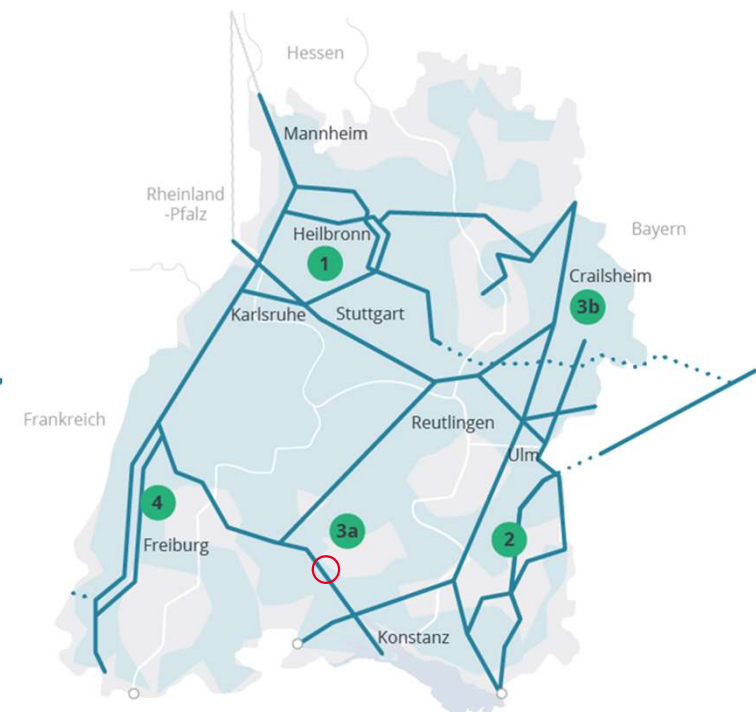 Hessen
Mannheim
Rheinland
-Pfalz
Bayern
Heilbronn
1
Crailsheim
3b
Karlsruhe
Stuttgart
Frankreich
Reutlingen
Ulm
4
3a
2
Freiburg
Konstanz